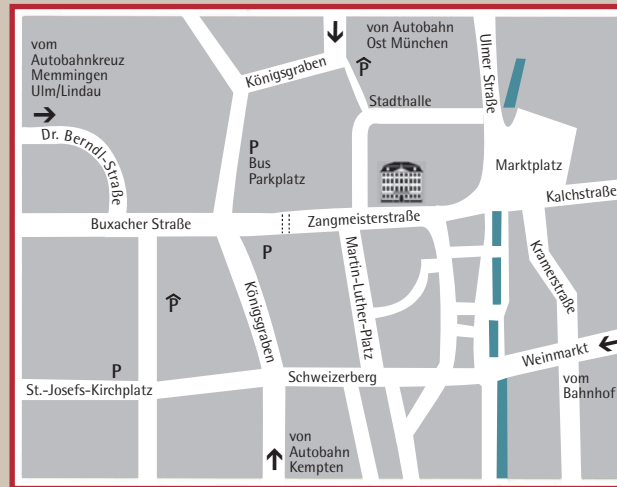 vom
Autobahnkreuz
Memmingen
Ulm/Lindau
von Autobahn
Ost München
Ulmer Straße
Königsgraben
P
Stadthalle
Dr. Berndl-Straße
P
Bus
Parkplatz
Marktplatz
Kalchstraße
Buxacher Straße
Zangmeisterstraße
P
Martin-Luther-Platz
Kramerstraße
Königsgraben
P
P
Schweizerberg
Weinmarkt
St.-Josefs-Kirchplatz
vom
Bahnhof
von
Autobahn
Kempten